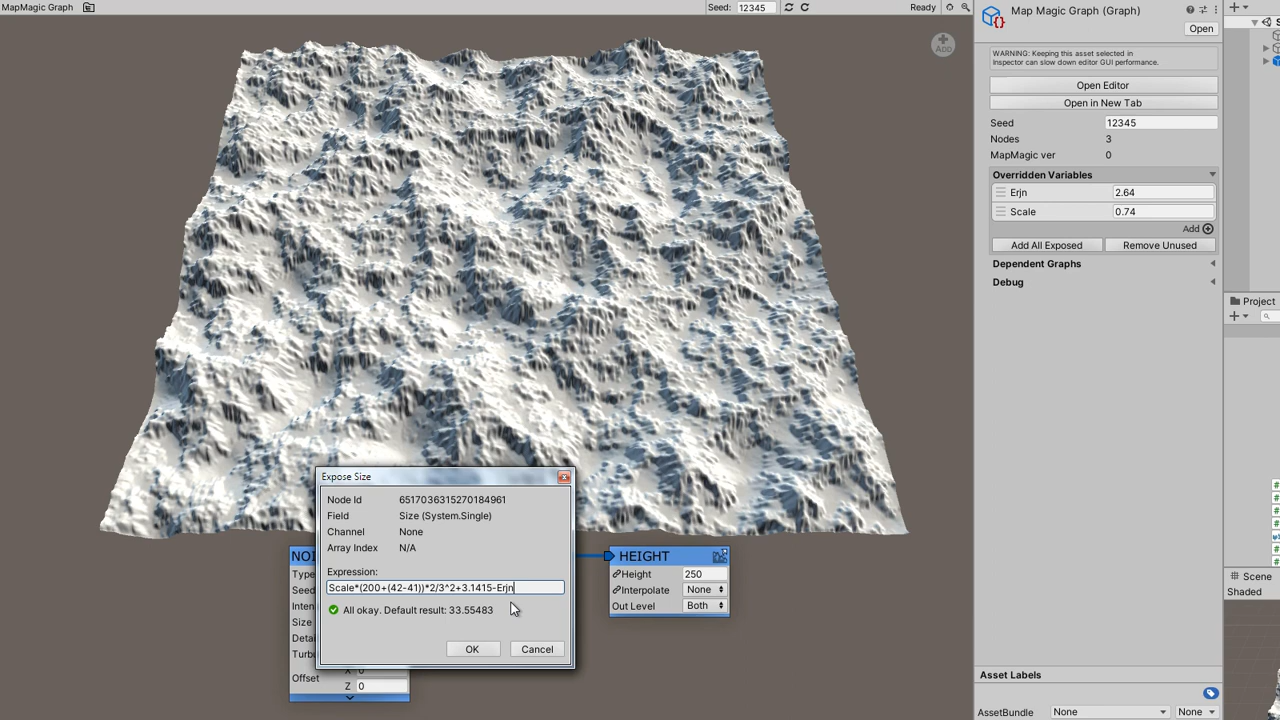 MapMagic Graph
Seed: 12345
Ready
ADD
Map Magic Graph (Graph)
Open
WARNING: Keeping this asset selected in
Inspector can slow down editor GUI performance.
Open Editor
Open in New Tab
Seed 12345
Nodes 3
MapMagic ver 0
Overridden Variables
Erjn 2.64
Scale 0.74
Add
Add All Exposed Remove Unused
Dependent Graphs
Debug
Project
Expose Size
Node Id 6517036315270184961
Field Size (System.Single)
Channel None
Array Index N/A
Expression:
Scale*(200+(42-41))*2/3^2+3.1415-Erjn
All okay. Default result: 33.55483
OK Cancel
NOI
Type
Seed
Inten
Size
Detai
Turbu
Offset X 0
Z 0
HEIGHT
Height 250
Interpolate None
Out Level Both
Scene
Shaded
Asset Labels
AssetBundle None None